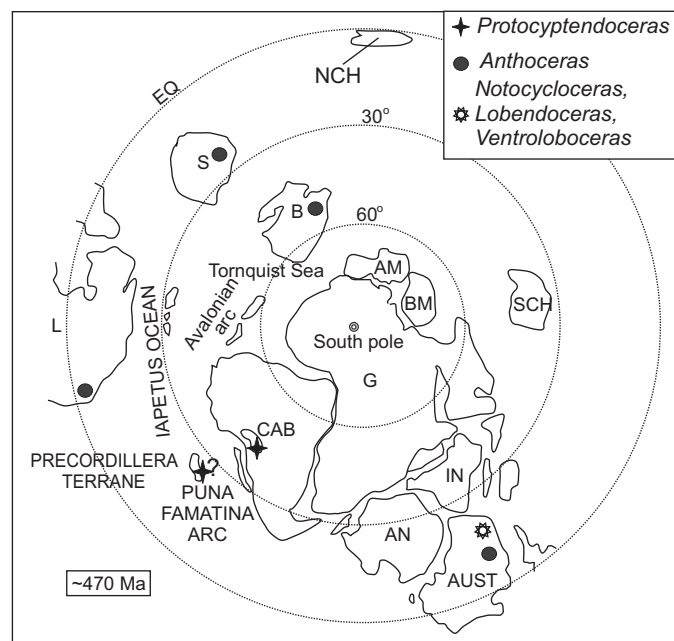 Protocyptendoceras
Anthoceras
Notocycloceras,
Lobendoceras,
Ventroloboceras
NCH
EQ
30°
S
B
60°
Tornquist Sea
AM
BM
SCH
Avalonian
arc
L
IAPETUS OCEAN
South pole
G
CAB
PRECORDILLERA
TERRANE
?
PUNA
FAMATINA
ARC
IN
AN
AUST
~470 Ma